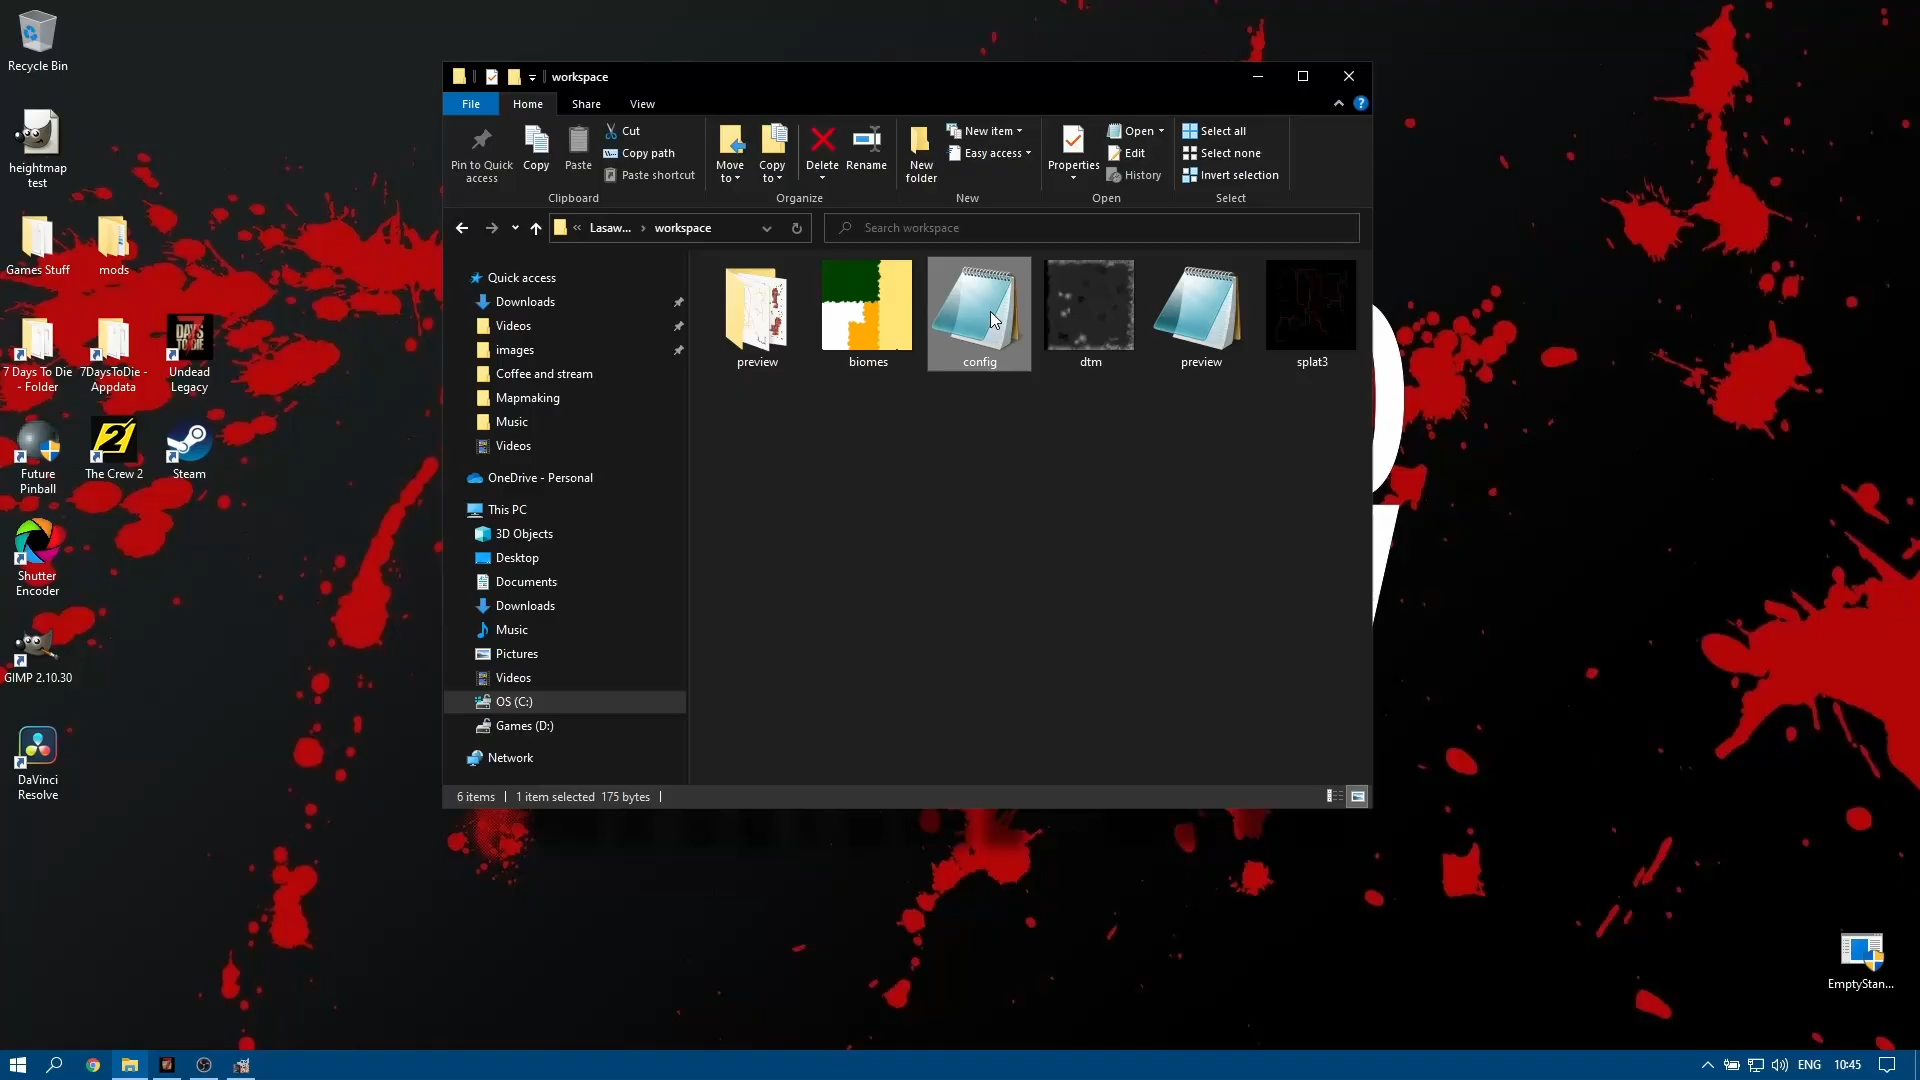 Recycle Bin
heightmap
test
Games Stuff
mods
7 Days To Die
- Folder
7DaysToDie -
Appdata
7
DAYS
TO DIE
Undead
Legacy
Future
Pinball
The Crew 2
Steam
Shutter
Encoder
GIMP 2.10.30
DaVinci
Resolve
workspace
File Home Share View
Pin to Quick
access
Copy
Paste
Cut
Copy path
Paste shortcut
Clipboard
Move
to
Copy
to
Delete
Rename
Organize
New
folder
New item
Easy access
New
Properties
Open
Edit
History
Open
Select all
Select none
Invert selection
Select
« Lasaw... › workspace
Search workspace
Quick access
Downloads
Videos
images
Coffee and stream
Mapmaking
Music
Videos
OneDrive - Personal
This PC
3D Objects
Desktop
Documents
Downloads
Music
Pictures
Videos
OS (C:)
Games (D:)
Network
preview
biomes
config
dtm
preview
splat3
6 items
1 item selected 175 bytes
EmptyStan...
ENG
10:45